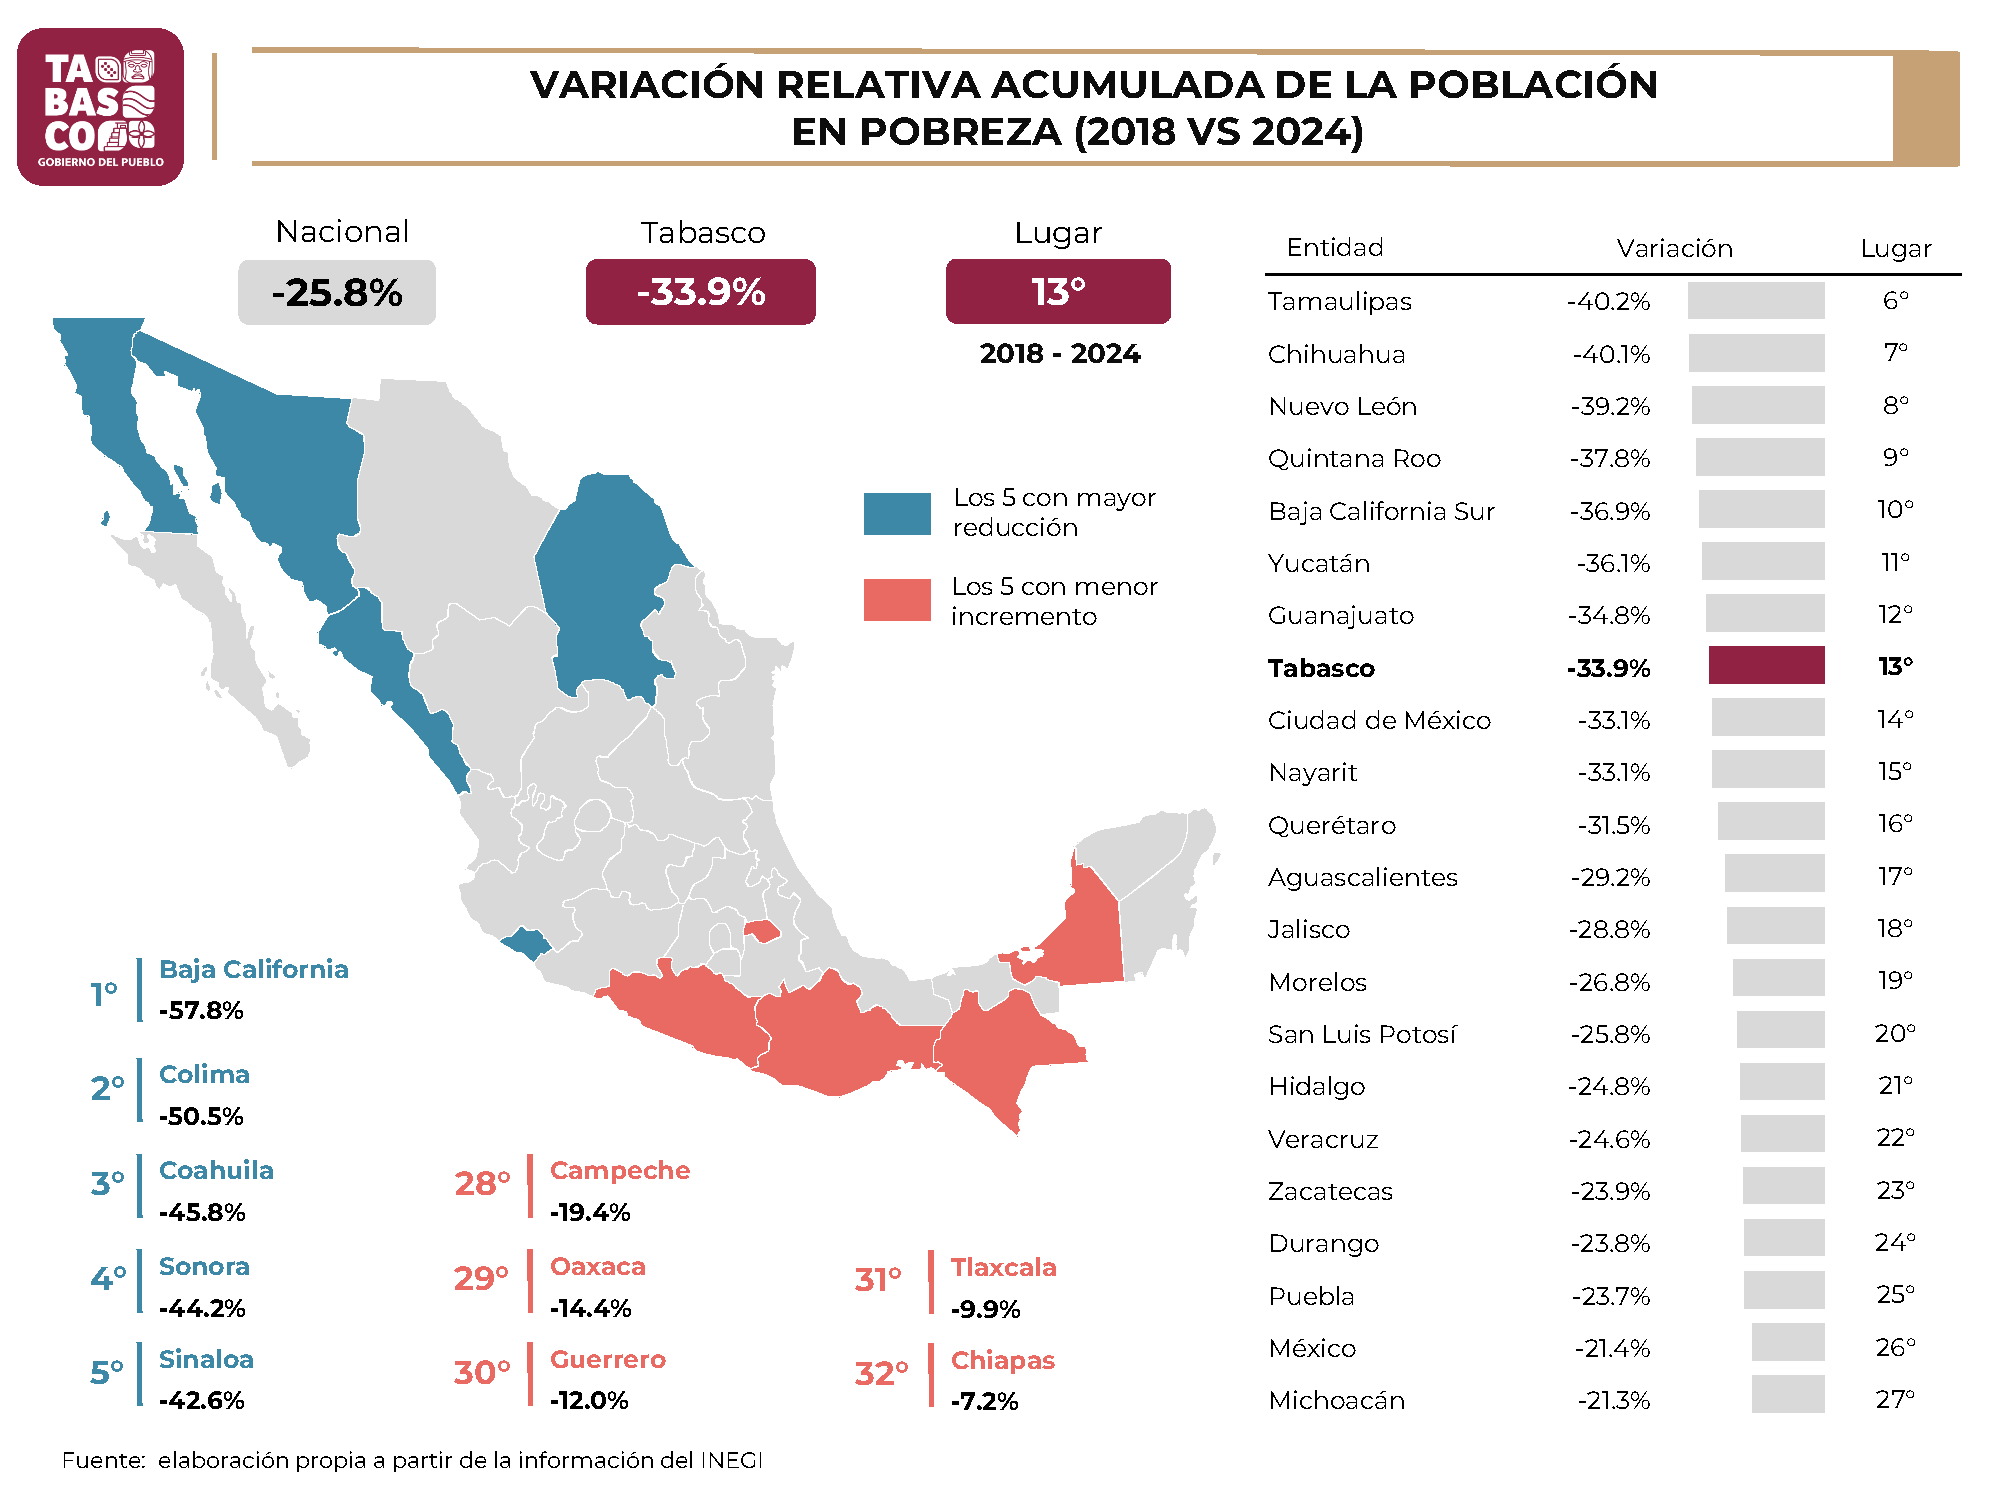 TA
BAS
CO
GOBIERNO DEL PUEBLO
VARIACIÓN RELATIVA ACUMULADA DE LA POBLACIÓN
EN POBREZA (2018 VS 2024)
Nacional
-25.8%
Tabasco
-33.9%
Lugar
13°
2018 - 2024
Los 5 con mayor
reducción
Los 5 con menor
incremento
1°
Baja California
-57.8%
2°
Colima
-50.5%
3°
Coahuila
-45.8%
4°
Sonora
-44.2%
5°
Sinaloa
-42.6%
28°
Campeche
-19.4%
29°
Oaxaca
-14.4%
30°
Guerrero
-12.0%
31°
Tlaxcala
-9.9%
32°
Chiapas
-7.2%
Entidad Variación Lugar
Tamaulipas -40.2% 6°
Chihuahua -40.1% 7°
Nuevo León -39.2% 8°
Quintana Roo -37.8% 9°
Baja California Sur -36.9% 10°
Yucatán -36.1% 11°
Guanajuato -34.8% 12°
Tabasco -33.9% 13°
Ciudad de México -33.1% 14°
Nayarit -33.1% 15°
Querétaro -31.5% 16°
Aguascalientes -29.2% 17°
Jalisco -28.8% 18°
Morelos -26.8% 19°
San Luis Potosí -25.8% 20°
Hidalgo -24.8% 21°
Veracruz -24.6% 22°
Zacatecas -23.9% 23°
Durango -23.8% 24°
Puebla -23.7% 25°
México -21.4% 26°
Michoacán -21.3% 27°
Fuente: elaboración propia a partir de la información del INEGI